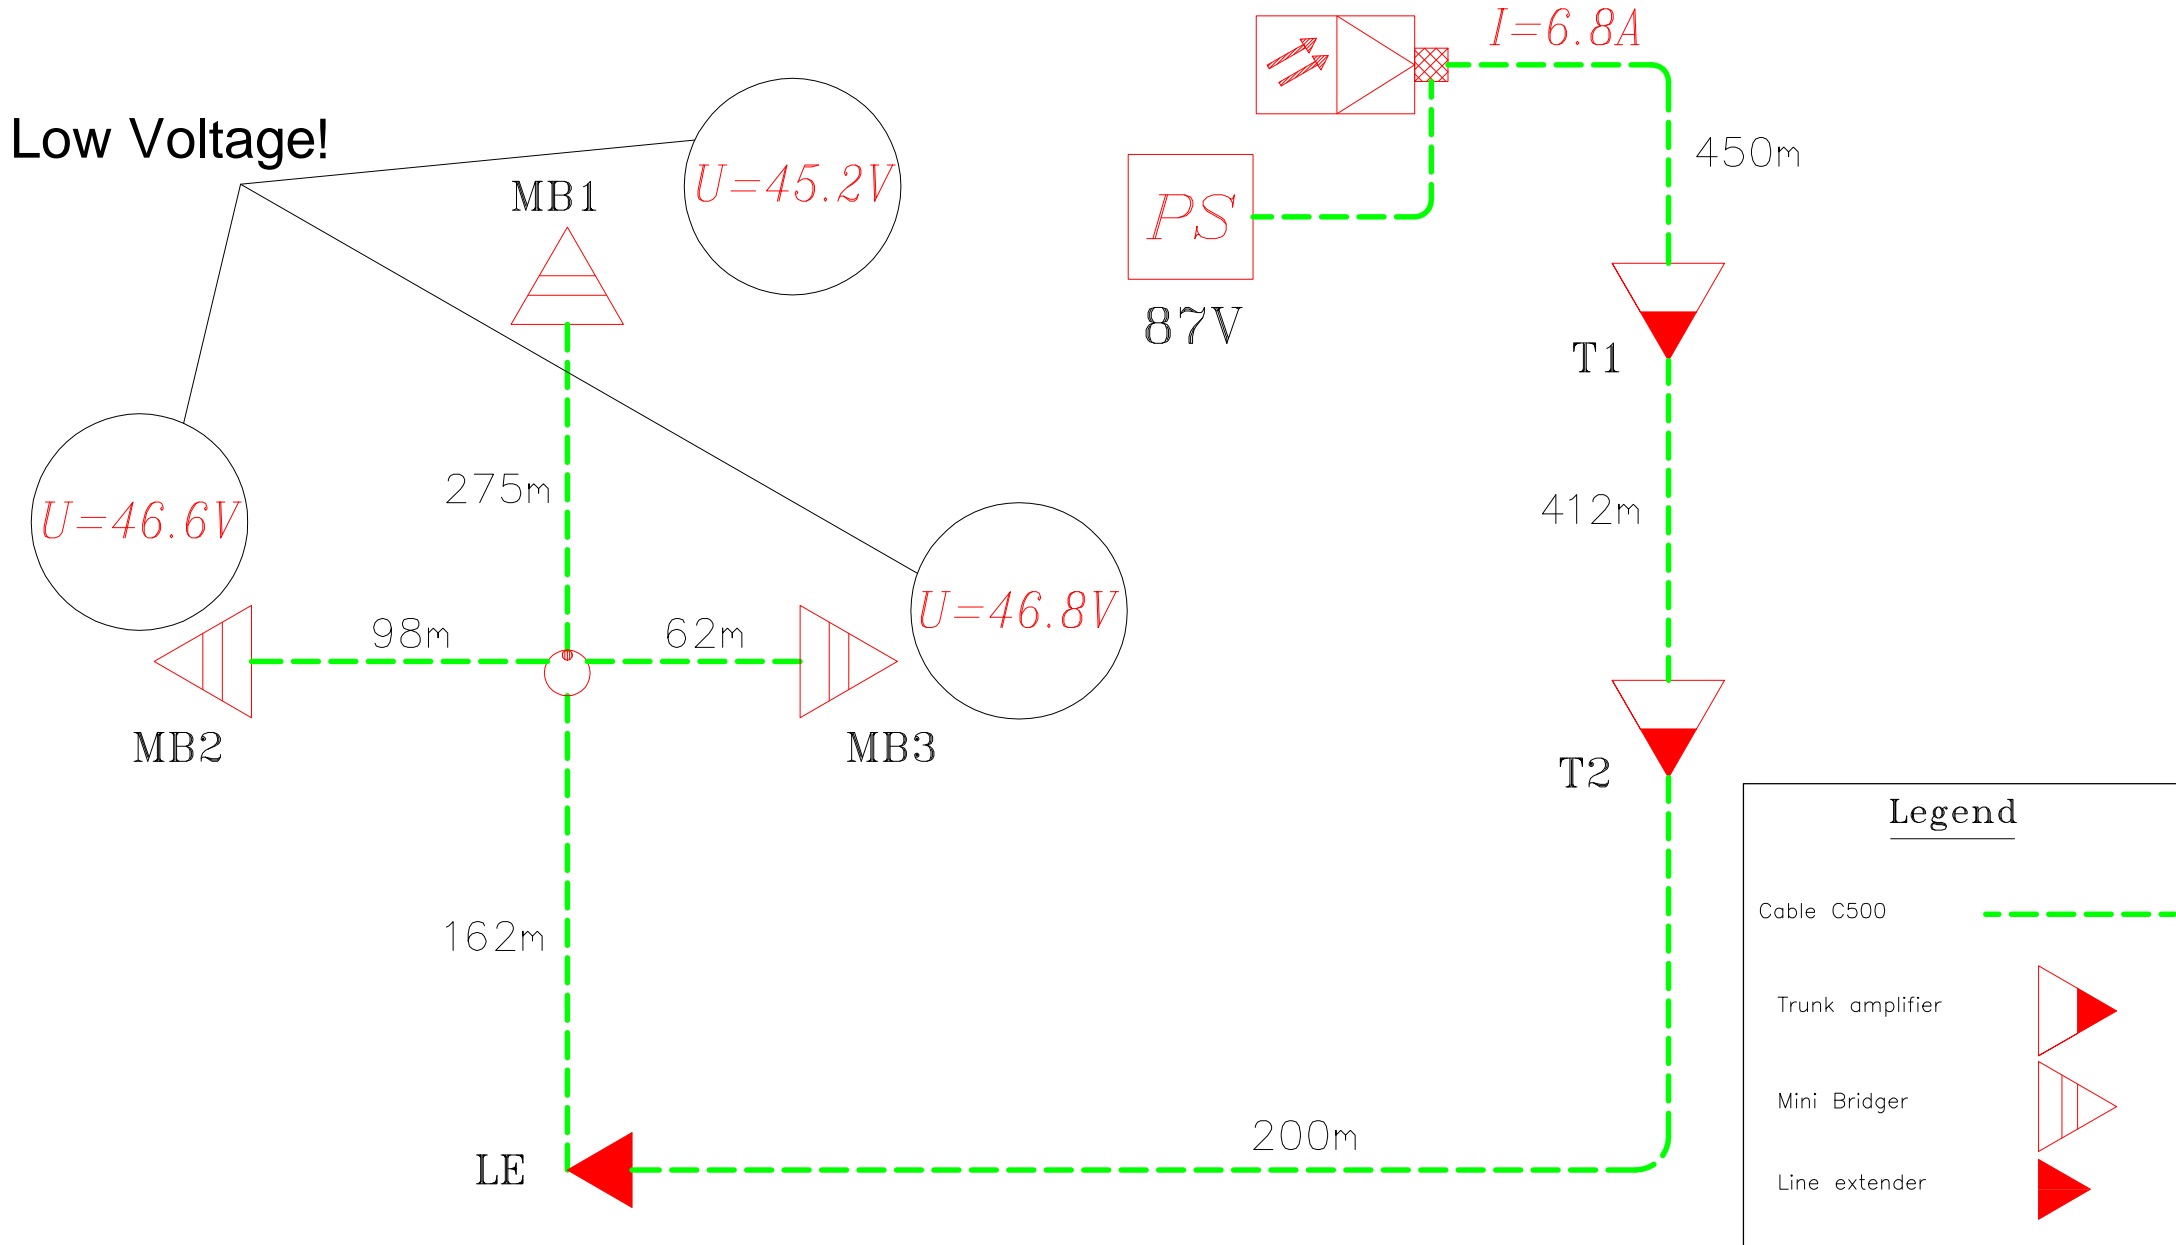 I=6.8A
Low Voltage!
450m
U=45.2V
MB1
PS
87V
T1
275m
412m
U=46.6V
U=46.8V
98m
62m
MB2
MB3
T2
Legend
Cable C500
162m
Trunk amplifier
Mini Bridger
200m
LE
Line extender